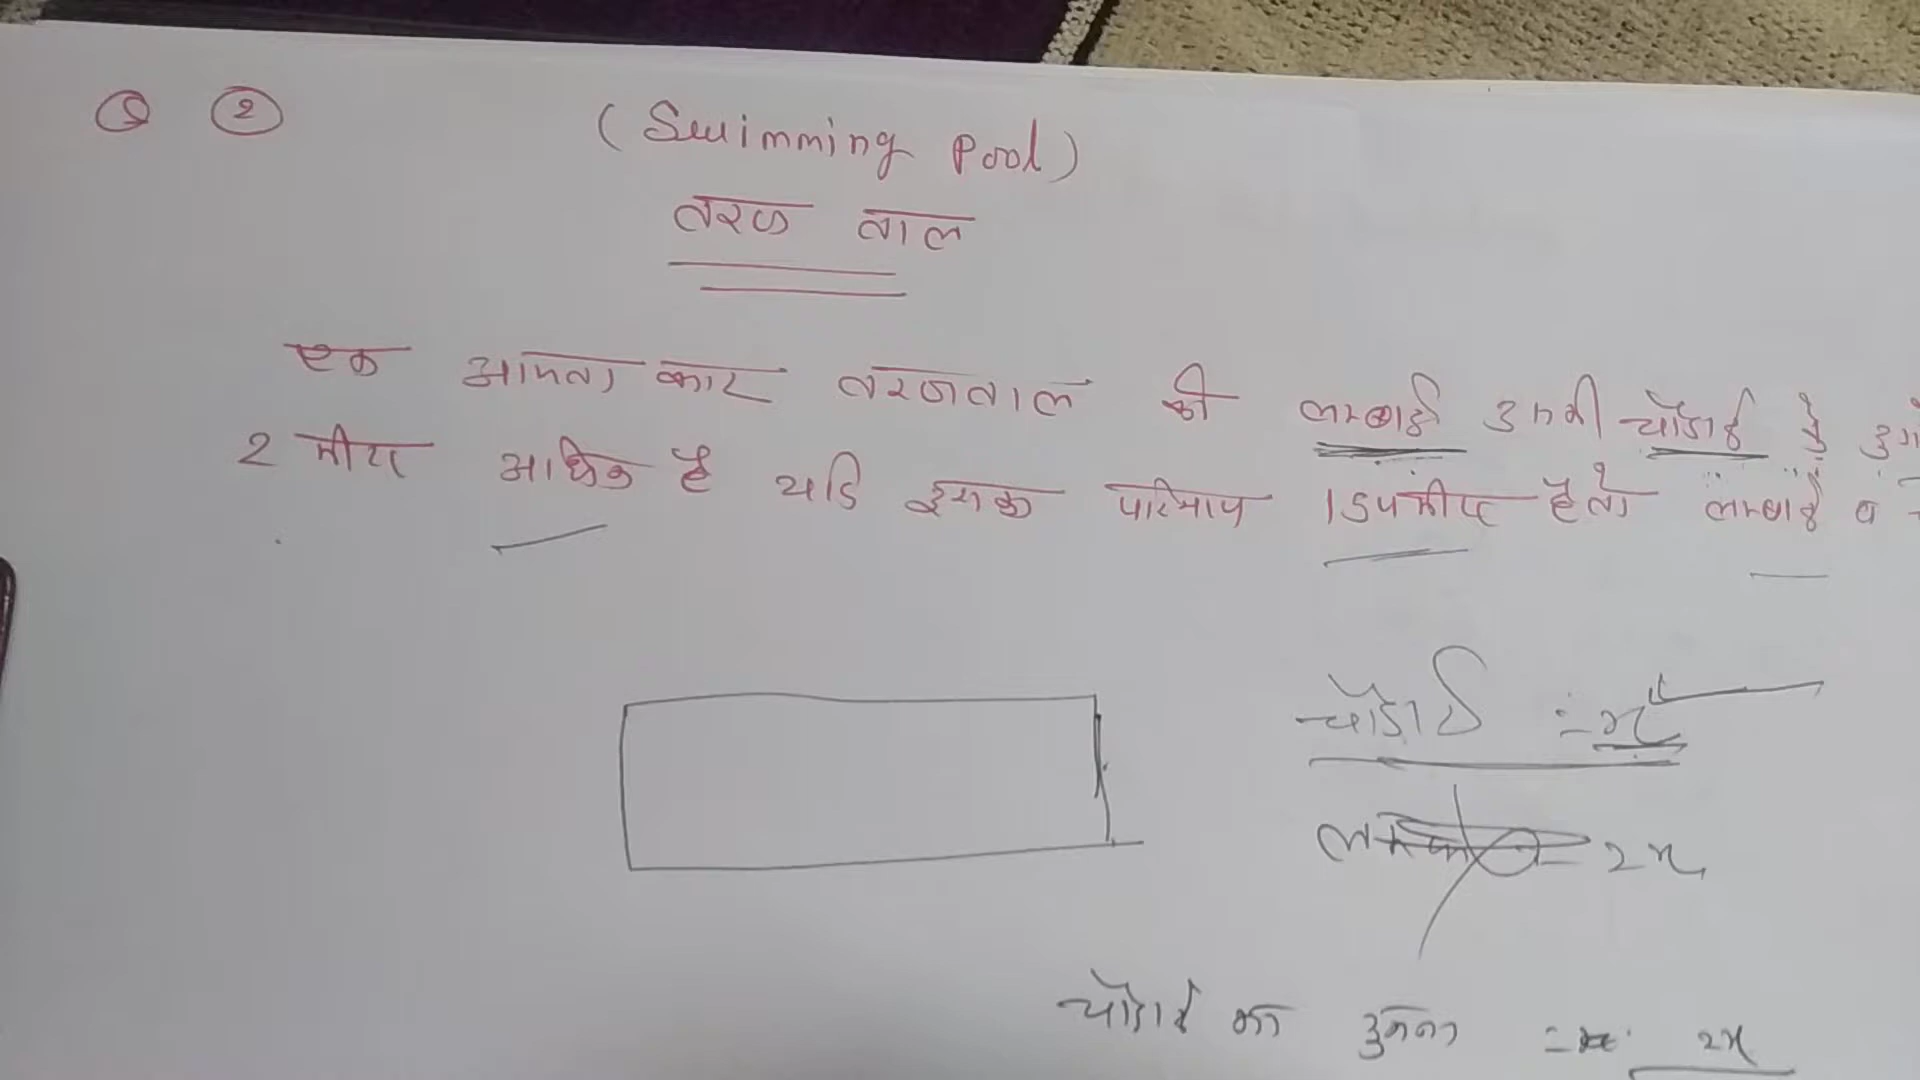 Q ②
(Swimming Pool)
तरण ताल
एक आयता कार तरणताल की लम्बाई उसकी चौडाई के
2 मीटर अधिक है यदि इसका परिमाप 154मीटर है तो लम्बाई व
चौडाई = x
= 2x
चौडाई का दुगना = 2x